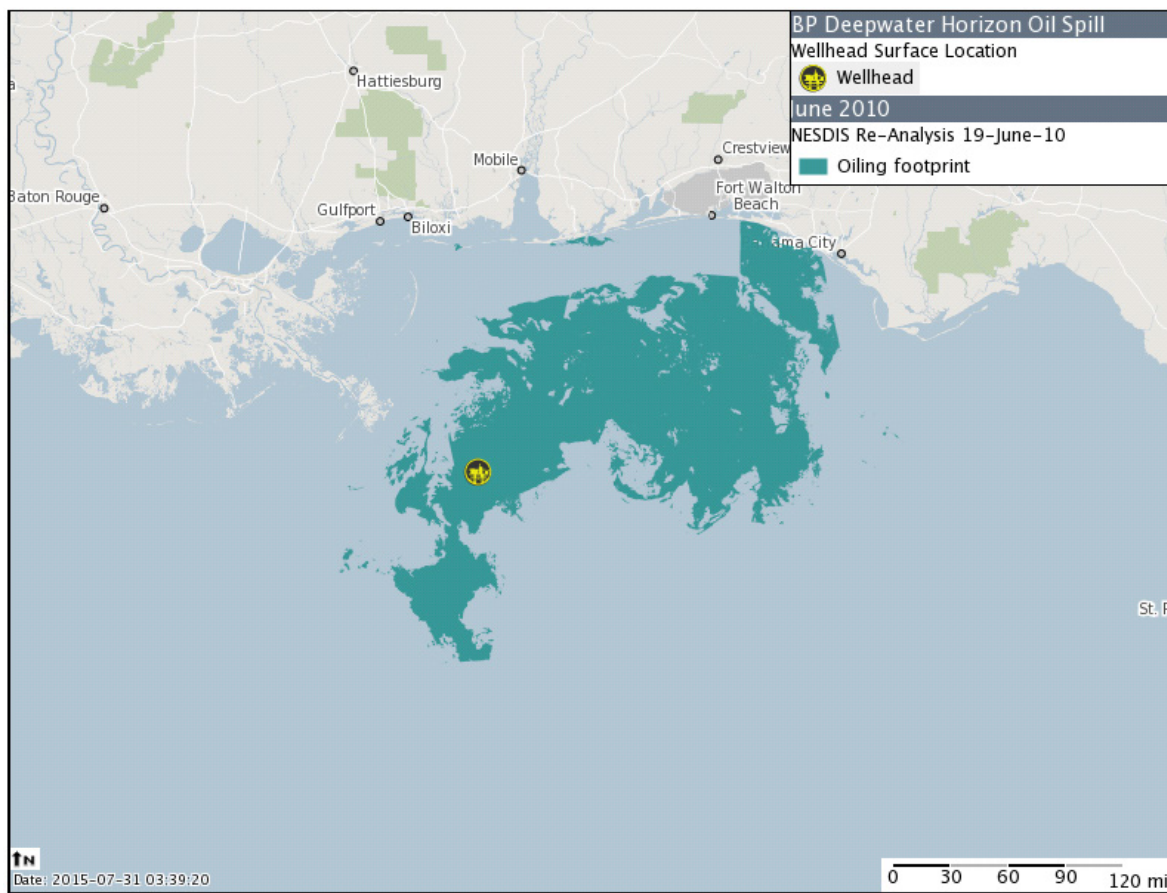 BP Deepwater Horizon Oil Spill
Wellhead Surface Location
Wellhead
June 2010
NESDIS Re-Analysis 19-June-10
Oiling footprint
Hattiesburg
a
Mobile
Crestview
Baton Rouge
Fort Walton
Beach
Gulfport
Biloxi
ama City
St. P
N
Date: 2015-07-31 03:39:20
0 30 60 90 120 mi